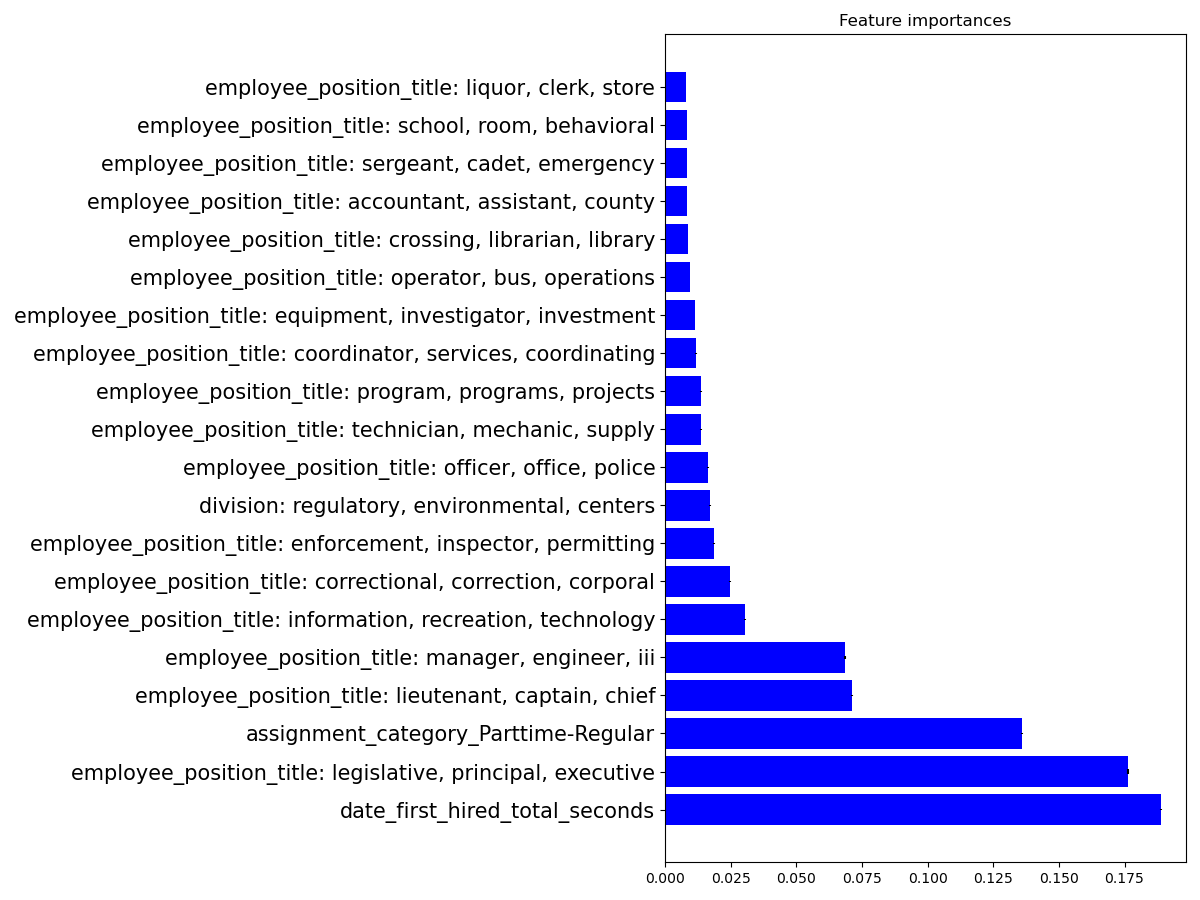 Feature importances
employee_position_title: liquor, clerk, store
employee_position_title: school, room, behavioral
employee_position_title: sergeant, cadet, emergency
employee_position_title: accountant, assistant, county
employee_position_title: crossing, librarian, library
employee_position_title: operator, bus, operations
employee_position_title: equipment, investigator, investment
employee_position_title: coordinator, services, coordinating
employee_position_title: program, programs, projects
employee_position_title: technician, mechanic, supply
employee_position_title: officer, office, police
division: regulatory, environmental, centers
employee_position_title: enforcement, inspector, permitting
employee_position_title: correctional, correction, corporal
employee_position_title: information, recreation, technology
employee_position_title: manager, engineer, iii
employee_position_title: lieutenant, captain, chief
assignment_category_Parttime-Regular
employee_position_title: legislative, principal, executive
date_first_hired_total_seconds
0.000 0.025 0.050 0.075 0.100 0.125 0.150 0.175